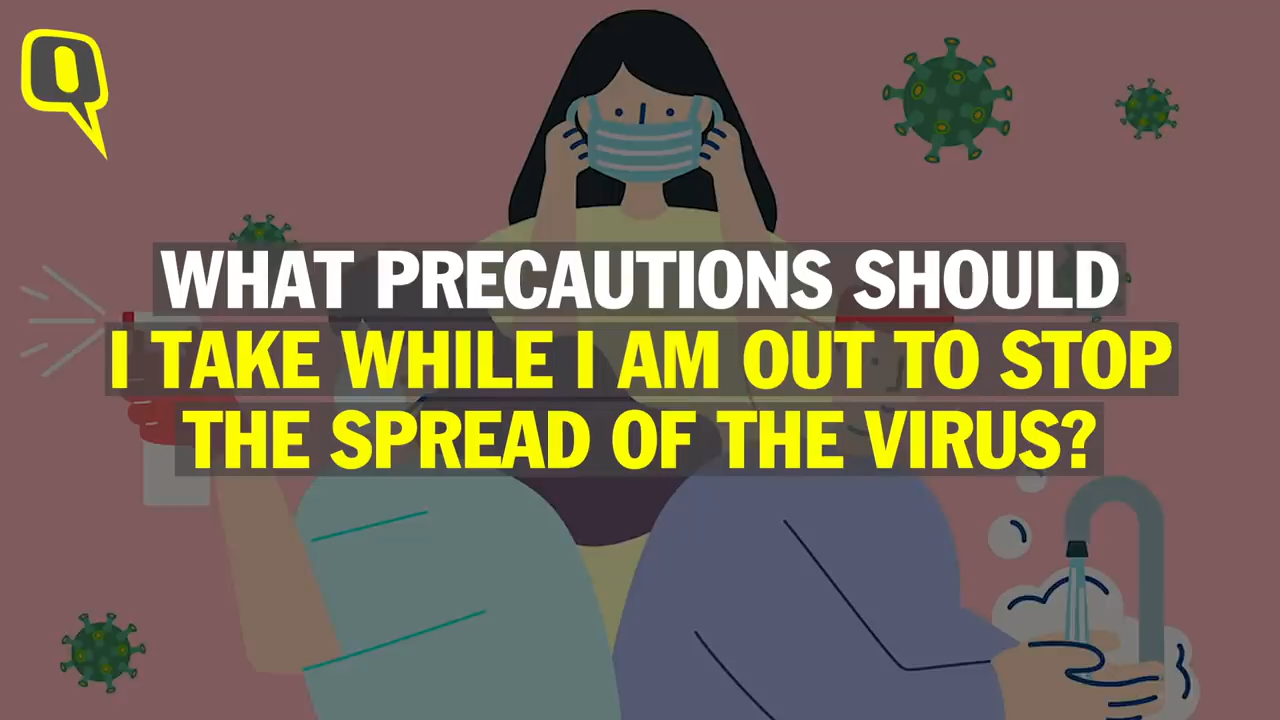 Q
WHAT PRECAUTIONS SHOULD
I TAKE WHILE I AM OUT TO STOP
THE SPREAD OF THE VIRUS?